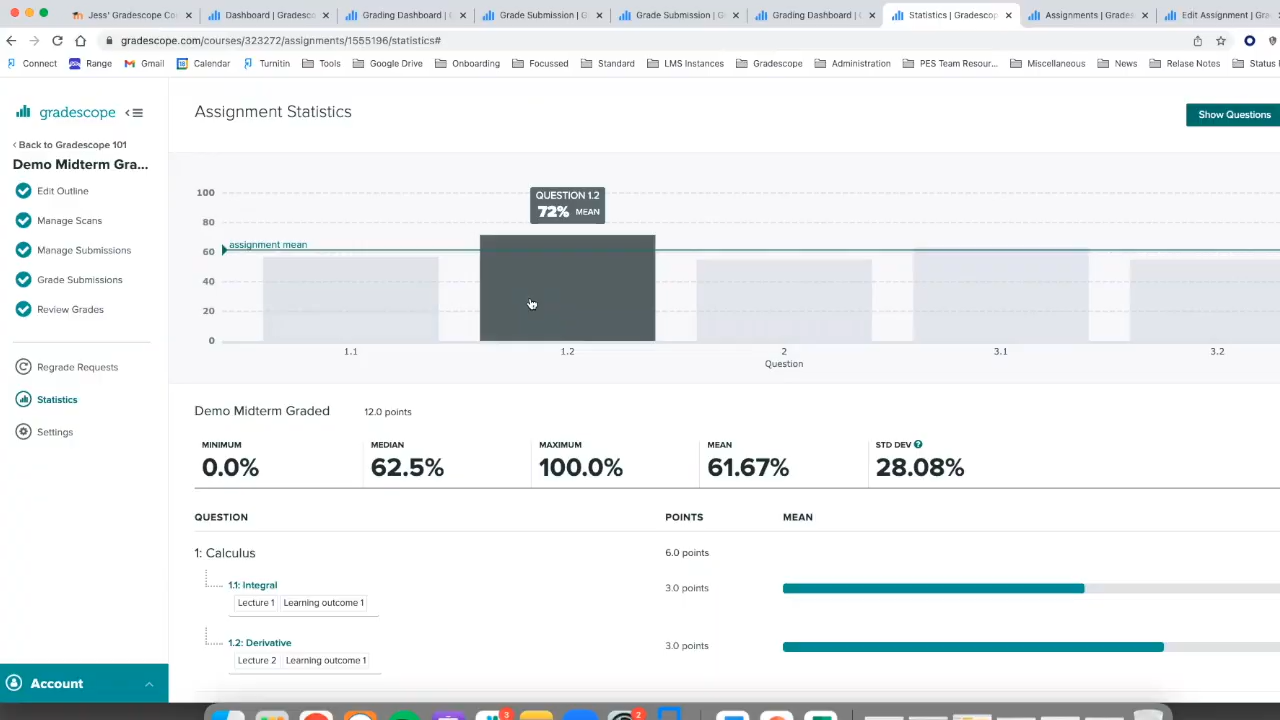 Jess' Gradescope Co
Dashboard | Gradesc
Grading Dashboard |
Grade Submission | G
Grade Submission | G
Grading Dashboard | G
Statistics | Gradescop
Assignments | Grades
Edit Assignment | Gra
gradescope.com/courses/323272/assignments/1555196/statistics#
Connect
Range
Gmail
Calendar
Turnitin
Tools
Google Drive
Onboarding
Focussed
Standard
LMS Instances
Gradescope
Administration
PES Team Resour...
Miscellaneous
News
Relase Notes
Status
gradescope
Back to Gradescope 101
Demo Midterm Gra...
Edit Outline
Manage Scans
Manage Submissions
Grade Submissions
Review Grades
Regrade Requests
Statistics
Settings
Account
Assignment Statistics
Show Questions
100
80
60
40
20
0
assignment mean
QUESTION 1.2
72% MEAN
1.1
1.2
2
3.1
3.2
Question
Demo Midterm Graded 12.0 points
MINIMUM MEDIAN MAXIMUM MEAN STD DEV ?
0.0% 62.5% 100.0% 61.67% 28.08%
QUESTION POINTS MEAN
1: Calculus 6.0 points
1.1: Integral 3.0 points
Lecture 1 Learning outcome 1
1.2: Derivative 3.0 points
Lecture 2 Learning outcome 1
3
2